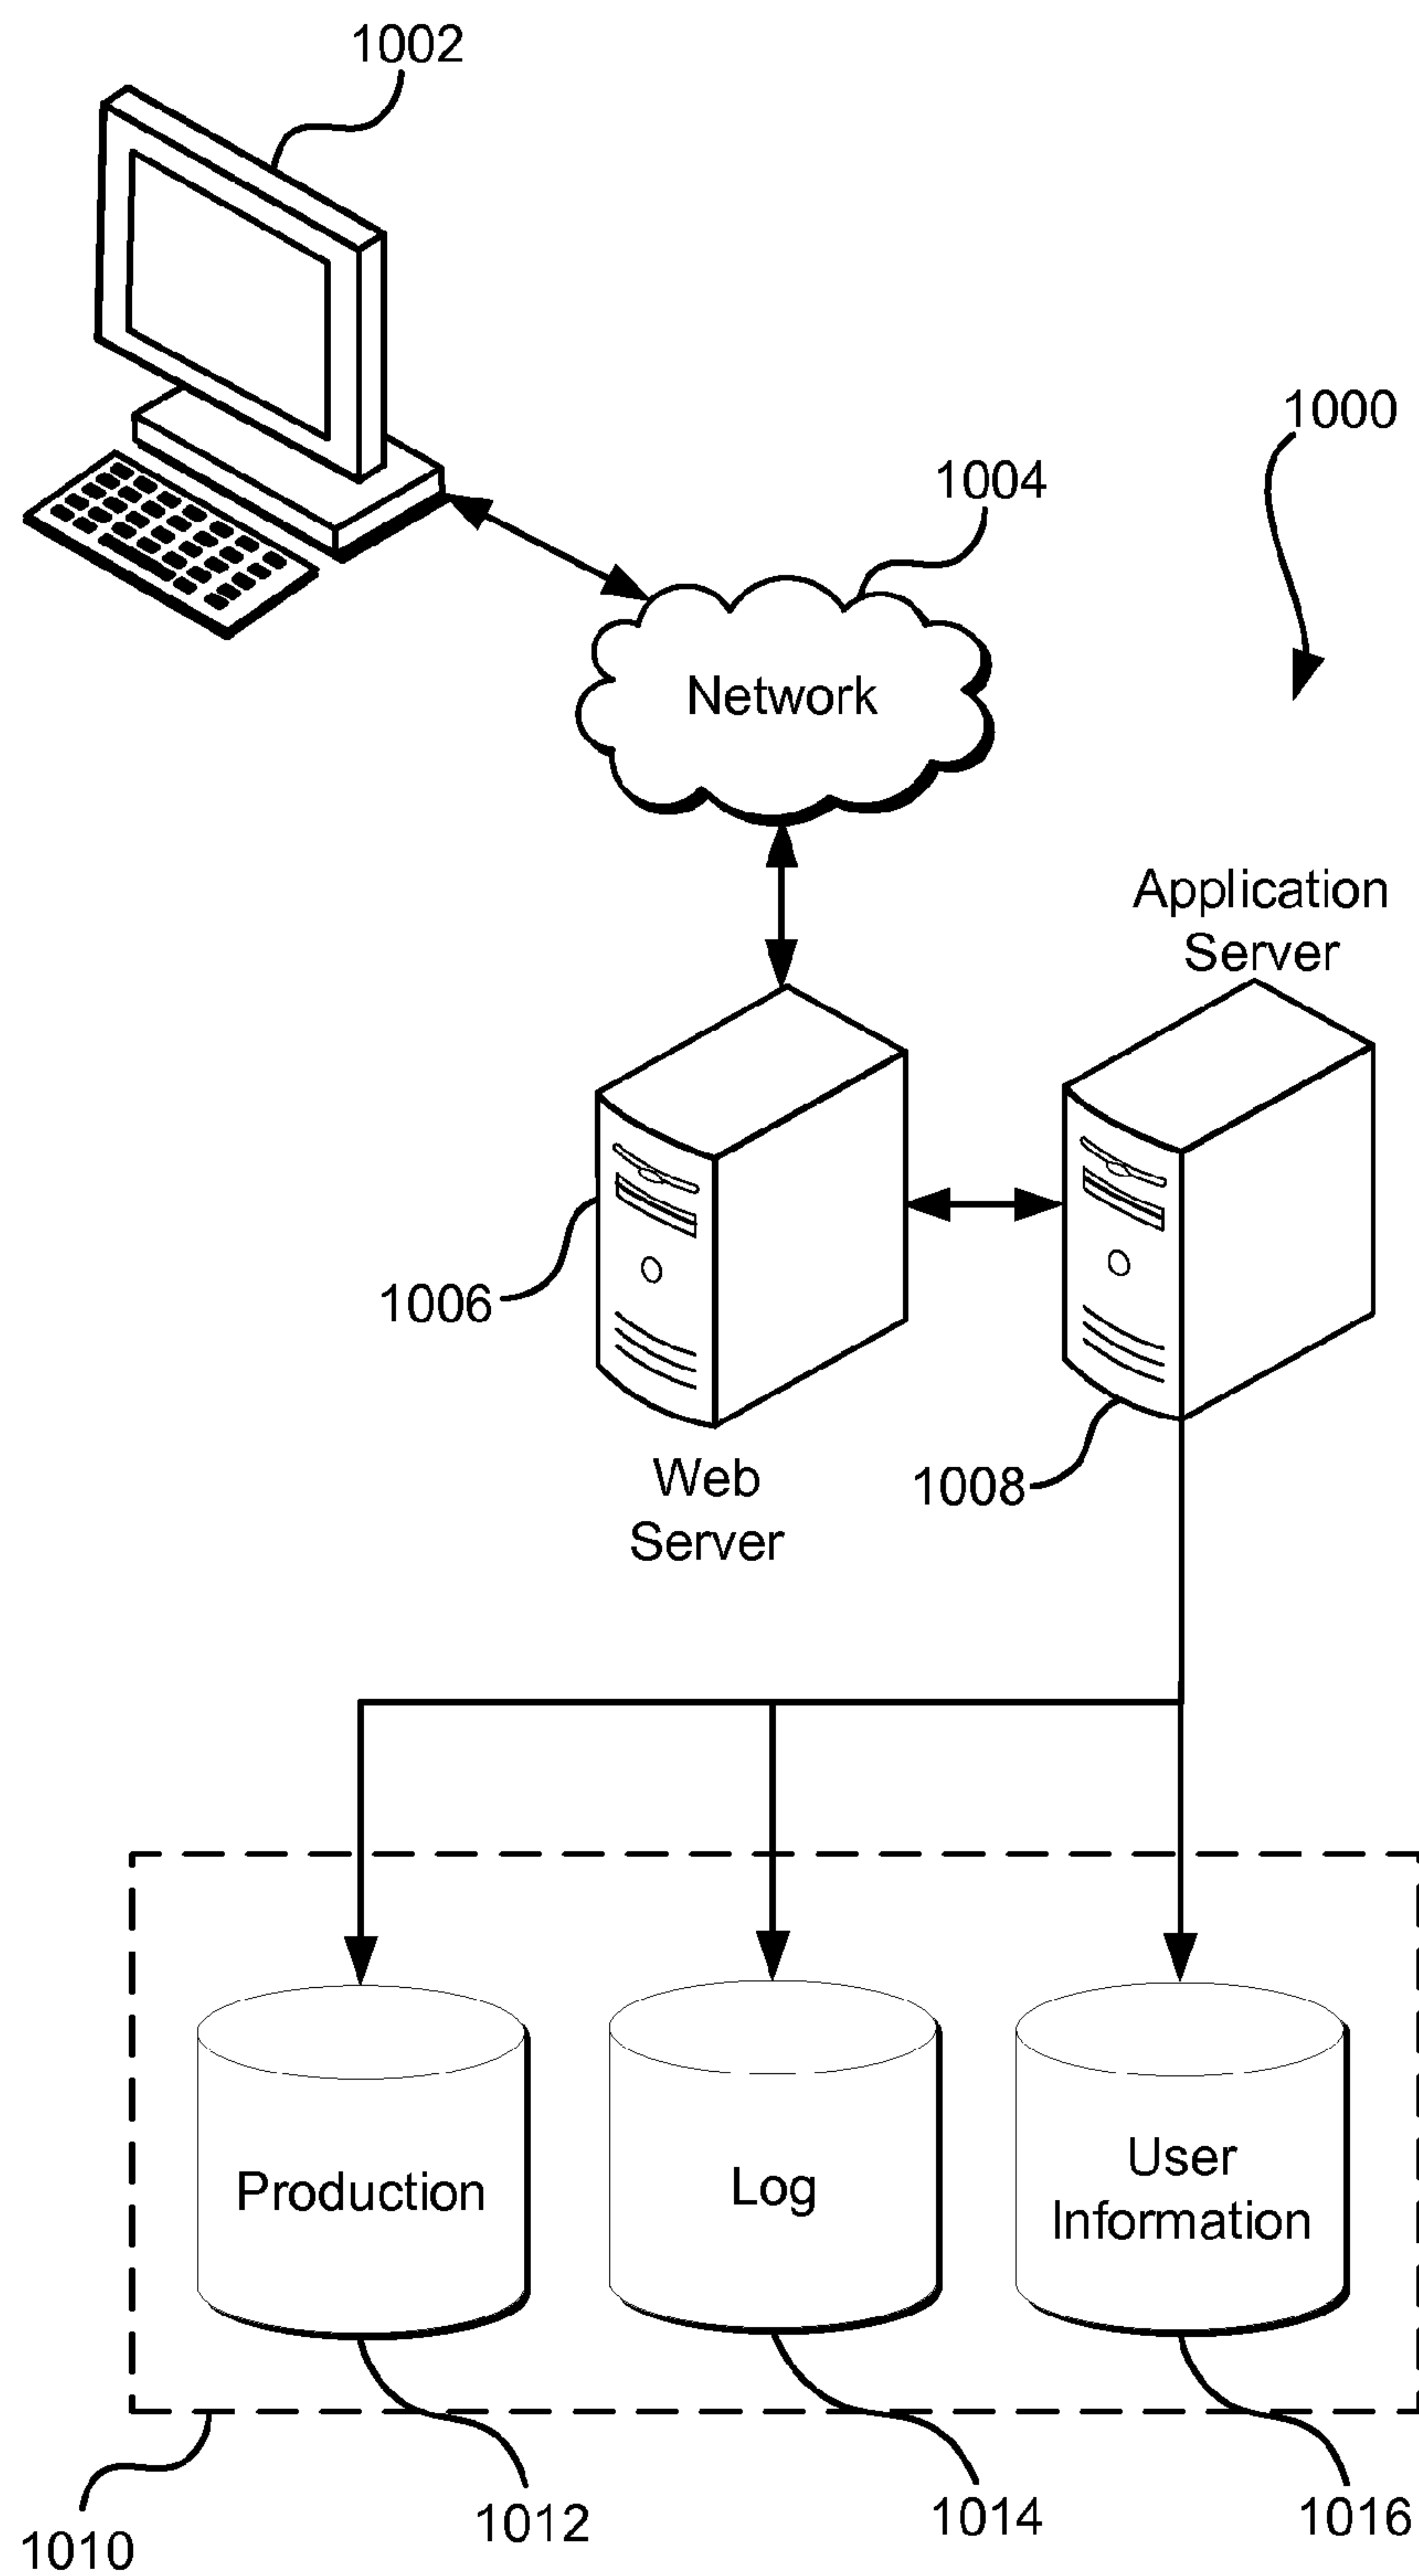 1002
1000
1004
Network
Application
Server
1006
Web
Server
1008
Production
Log
User
Information
1010
1012
1014
1016